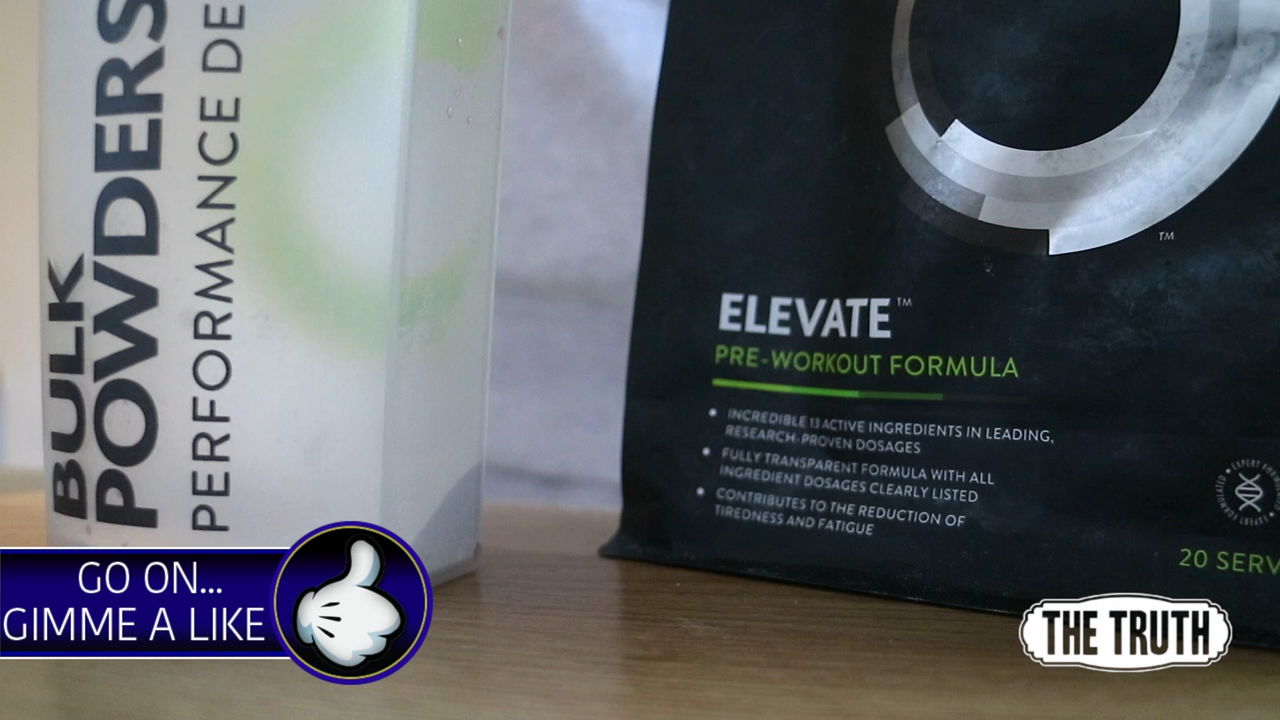 BULK
POWDERS
PERFORMANCE DE
TM
ELEVATE™
PRE-WORKOUT FORMULA
• INCREDIBLE 13 ACTIVE INGREDIENTS IN LEADING,
RESEARCH-PROVEN DOSAGES
• FULLY TRANSPARENT FORMULA WITH ALL
INGREDIENT DOSAGES CLEARLY LISTED
• CONTRIBUTES TO THE REDUCTION OF
TIREDNESS AND FATIGUE
20 SERV
GO ON...
GIMME A LIKE
THE TRUTH